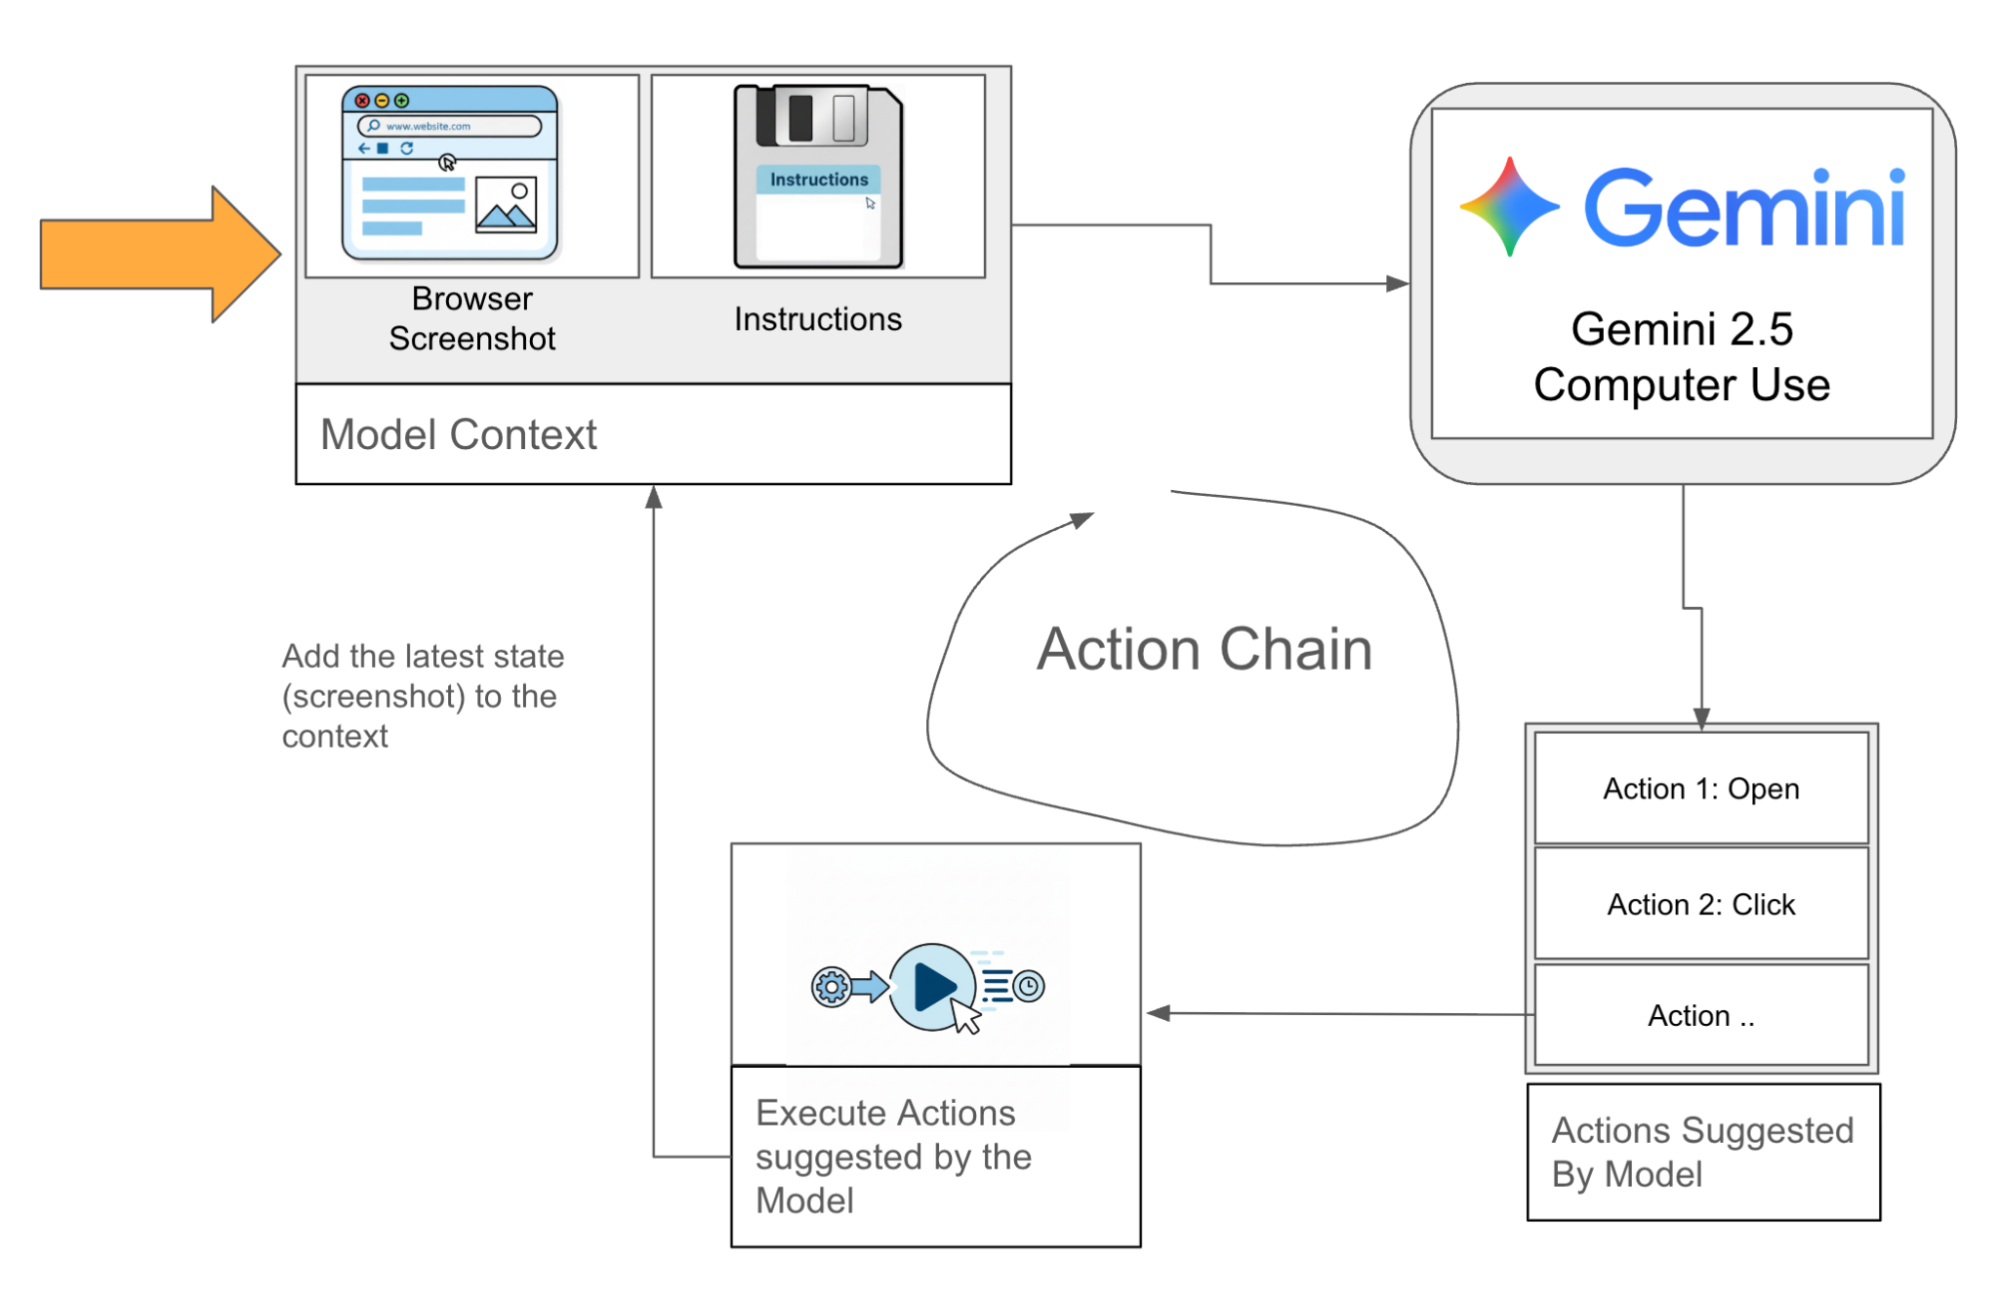 www.website.com
Instructions
Browser
Screenshot
Instructions
Model Context
Gemini
Gemini 2.5
Computer Use
Action Chain
Add the latest state
(screenshot) to the
context
Action 1: Open
Action 2: Click
Action ..
Actions Suggested
By Model
Execute Actions
suggested by the
Model